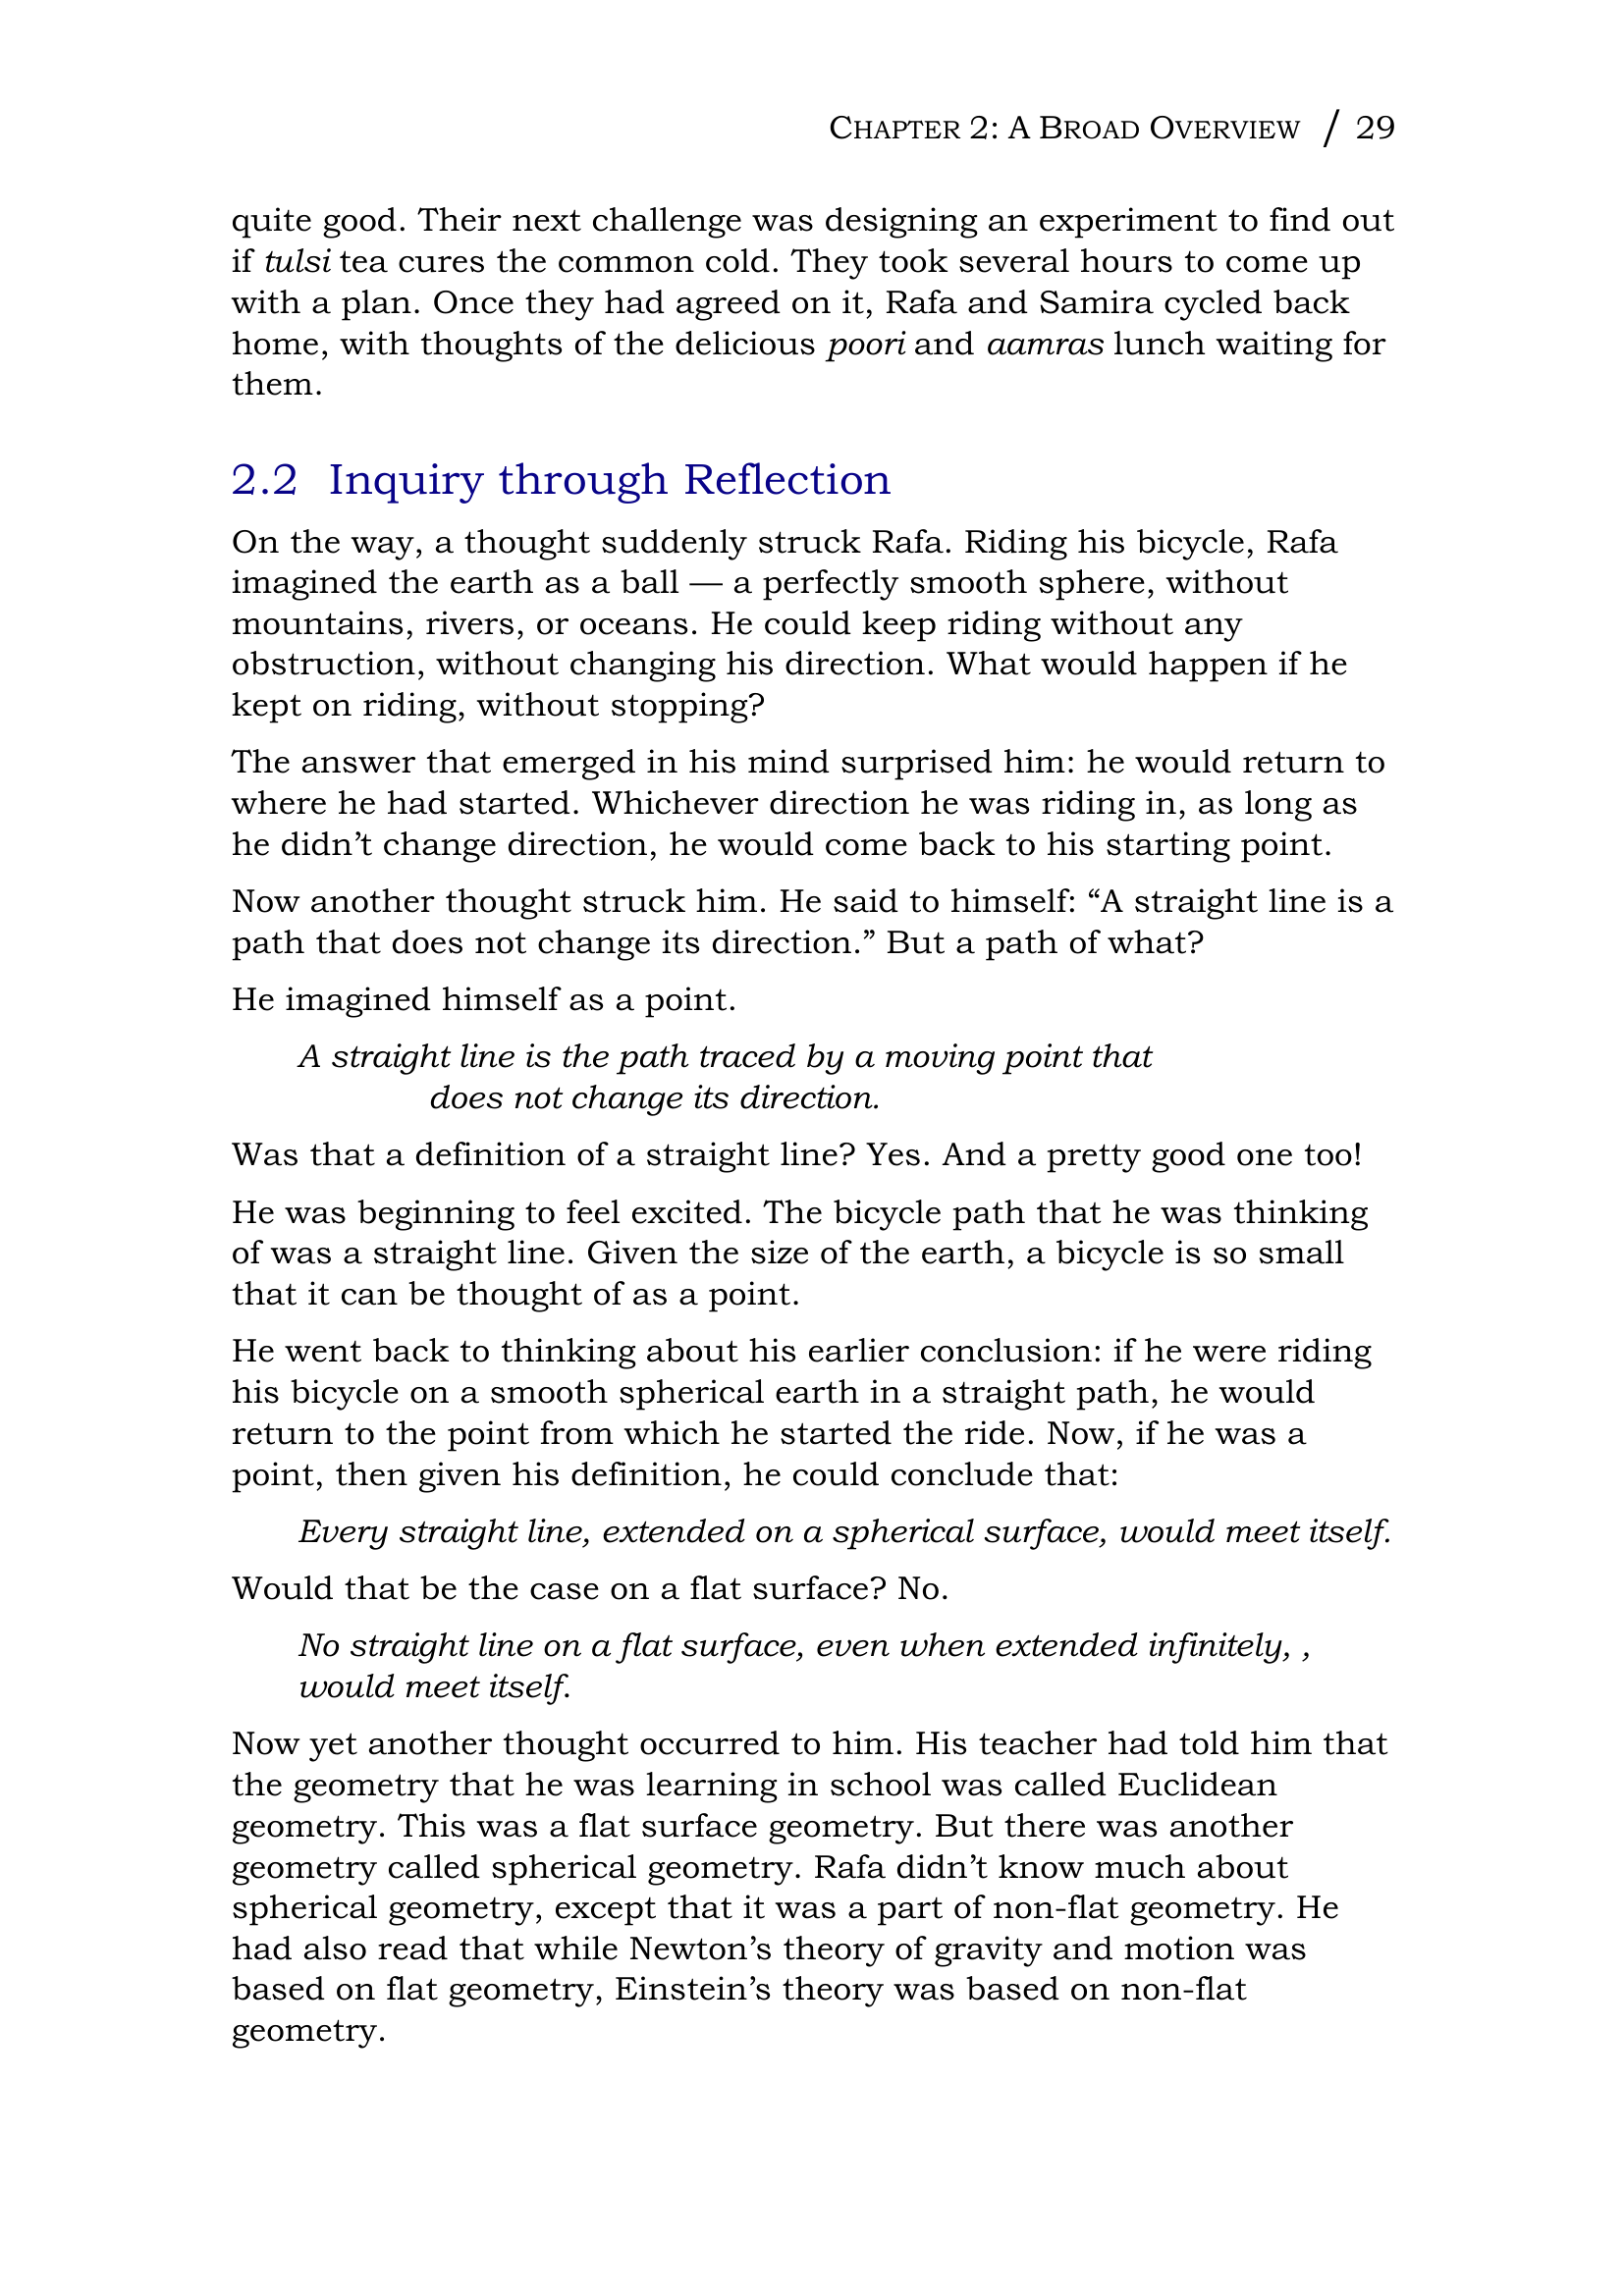 CHAPTER 2: A BROAD OVERVIEW / 29
quite good. Their next challenge was designing an experiment to find out
if tulsi tea cures the common cold. They took several hours to come up
with a plan. Once they had agreed on it, Rafa and Samira cycled back
home, with thoughts of the delicious poori and aamras lunch waiting for
them.
2.2 Inquiry through Reflection
On the way, a thought suddenly struck Rafa. Riding his bicycle, Rafa
imagined the earth as a ball — a perfectly smooth sphere, without
mountains, rivers, or oceans. He could keep riding without any
obstruction, without changing his direction. What would happen if he
kept on riding, without stopping?
The answer that emerged in his mind surprised him: he would return to
where he had started. Whichever direction he was riding in, as long as
he didn’t change direction, he would come back to his starting point.
Now another thought struck him. He said to himself: “A straight line is a
path that does not change its direction.” But a path of what?
He imagined himself as a point.
A straight line is the path traced by a moving point that
does not change its direction.
Was that a definition of a straight line? Yes. And a pretty good one too!
He was beginning to feel excited. The bicycle path that he was thinking
of was a straight line. Given the size of the earth, a bicycle is so small
that it can be thought of as a point.
He went back to thinking about his earlier conclusion: if he were riding
his bicycle on a smooth spherical earth in a straight path, he would
return to the point from which he started the ride. Now, if he was a
point, then given his definition, he could conclude that:
Every straight line, extended on a spherical surface, would meet itself.
Would that be the case on a flat surface? No.
No straight line on a flat surface, even when extended infinitely, ,
would meet itself.
Now yet another thought occurred to him. His teacher had told him that
the geometry that he was learning in school was called Euclidean
geometry. This was a flat surface geometry. But there was another
geometry called spherical geometry. Rafa didn’t know much about
spherical geometry, except that it was a part of non-flat geometry. He
had also read that while Newton’s theory of gravity and motion was
based on flat geometry, Einstein’s theory was based on non-flat
geometry.